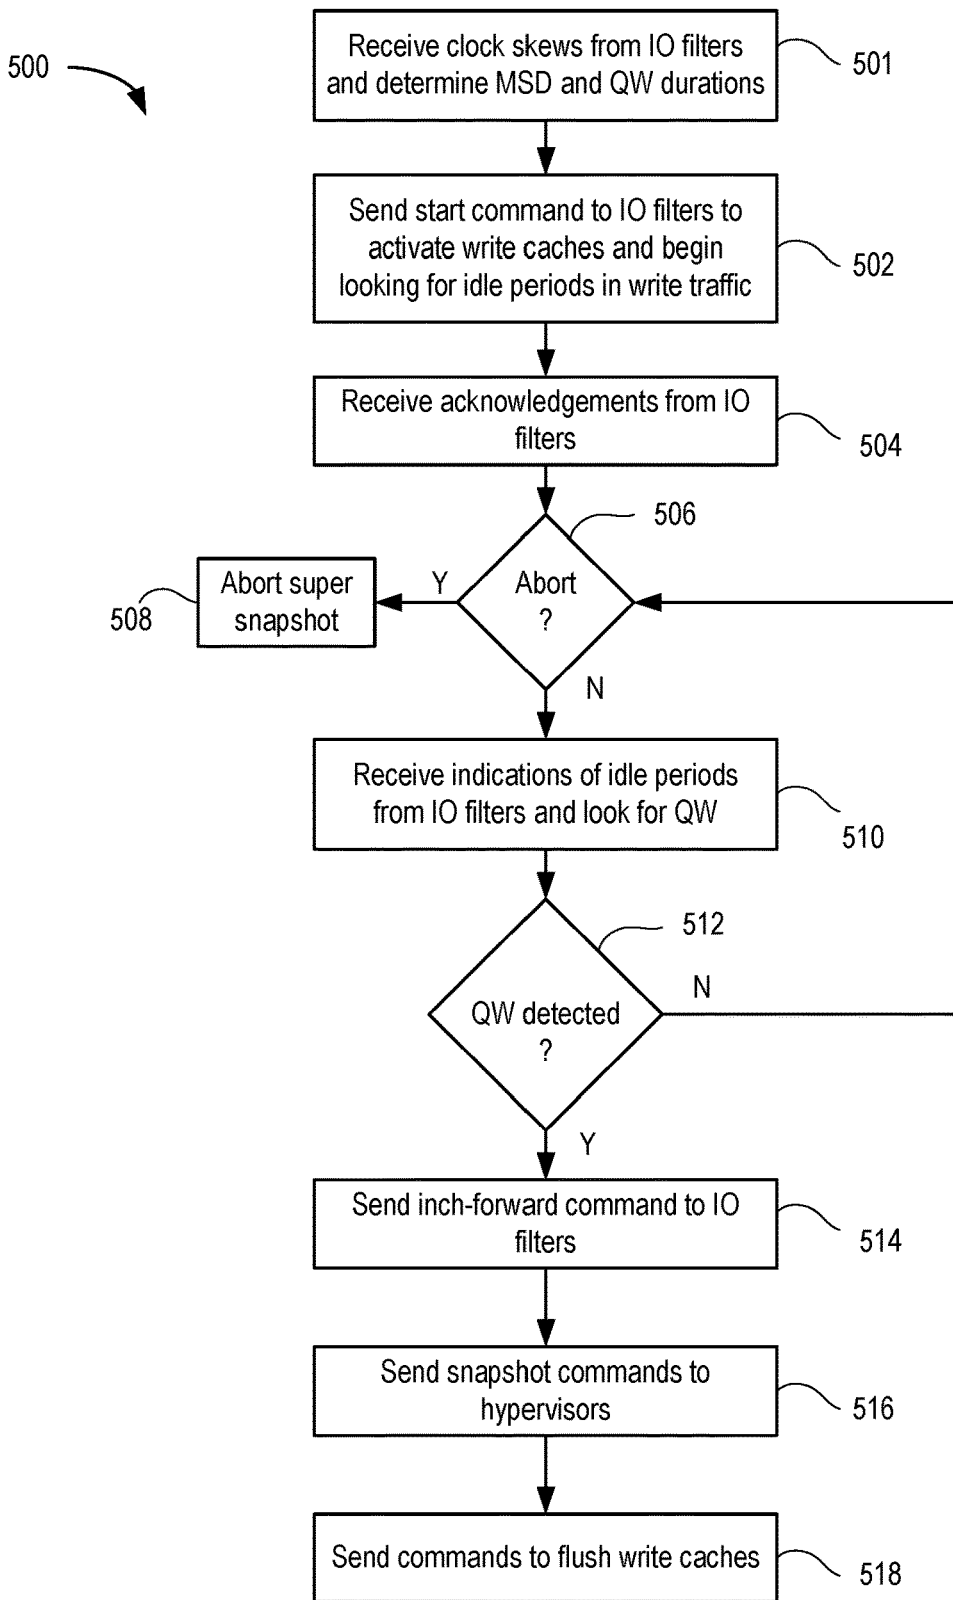 500
Receive clock skews from IO filters
and determine MSD and QW durations
501
Send start command to IO filters to
activate write caches and begin
looking for idle periods in write traffic
502
Receive acknowledgements from IO
filters
504
506
Abort
?
Y
Abort super
snapshot
508
N
Receive indications of idle periods
from IO filters and look for QW
510
512
QW detected
?
N
Y
Send inch-forward command to IO
filters
514
Send snapshot commands to
hypervisors
516
Send commands to flush write caches
518